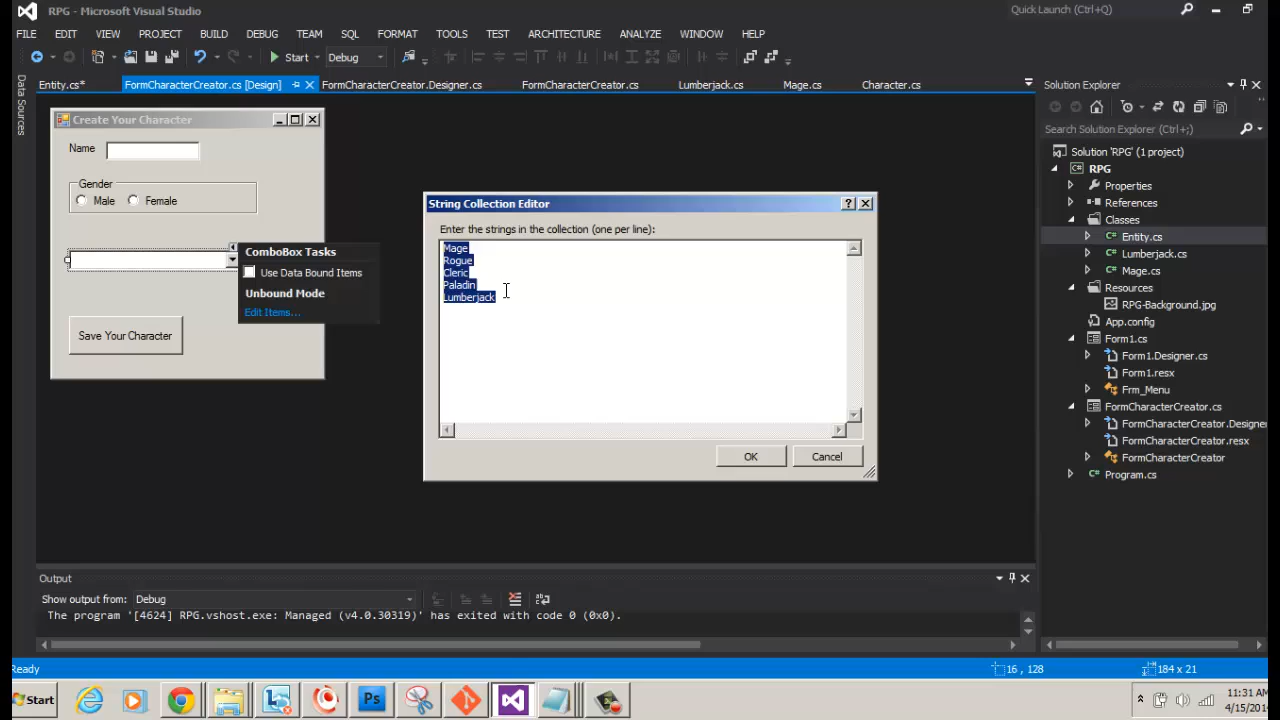 RPG - Microsoft Visual Studio
Quick Launch (Ctrl+Q)
FILE EDIT VIEW PROJECT BUILD DEBUG TEAM SQL FORMAT TOOLS TEST ARCHITECTURE ANALYZE WINDOW HELP
Start Debug
Data Sources
Entity.cs* FormCharacterCreator.cs [Design] FormCharacterCreator.Designer.cs FormCharacterCreator.cs Lumberjack.cs Mage.cs Character.cs
Create Your Character
Name
Gender
Male Female
ComboBox Tasks
Use Data Bound Items
Unbound Mode
Edit Items...
Save Your Character
String Collection Editor
Enter the strings in the collection (one per line):
Mage
Rogue
Cleric
Paladin
Lumberjack
OK Cancel
Solution Explorer
Search Solution Explorer (Ctrl+;)
Solution 'RPG' (1 project)
RPG
Properties
References
Classes
Entity.cs
Lumberjack.cs
Mage.cs
Resources
RPG-Background.jpg
App.config
Form1.cs
Form1.Designer.cs
Form1.resx
Frm_Menu
FormCharacterCreator.cs
FormCharacterCreator.Designe
FormCharacterCreator.resx
FormCharacterCreator
Program.cs
Output
Show output from: Debug
The program '[4624] RPG.vshost.exe: Managed (v4.0.30319)' has exited with code 0 (0x0).
Ready
16 , 128
184 x 21
Start
Ps
11:31 AM
4/15/201